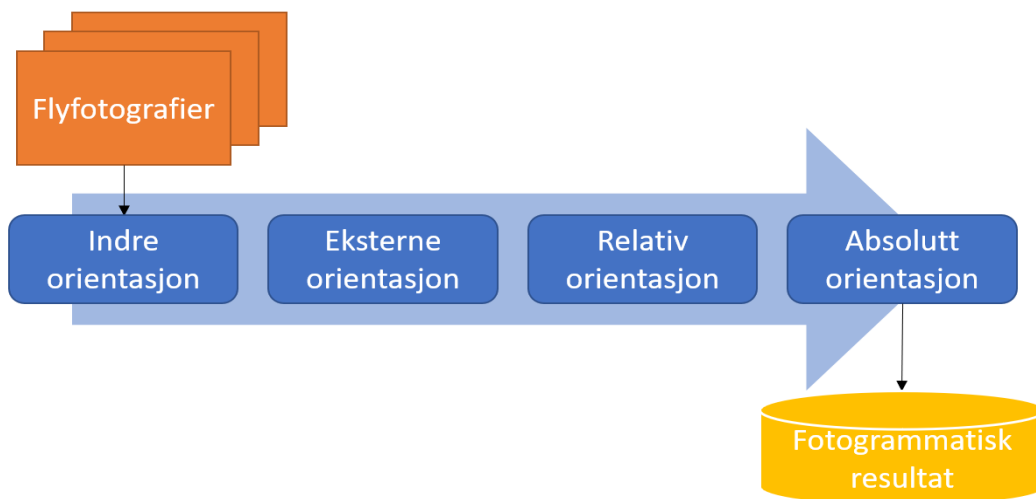 Flyfotografier
Indre
orientasjon
Eksterne
orientasjon
Relativ
orientasjon
Absolutt
orientasjon
Fotogrammatisk
resultat